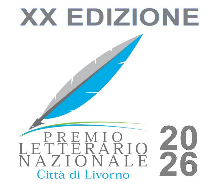 XX EDIZIONE
PREMIO
LETTERARIO
NAZIONALE
Città di Livorno
20
26